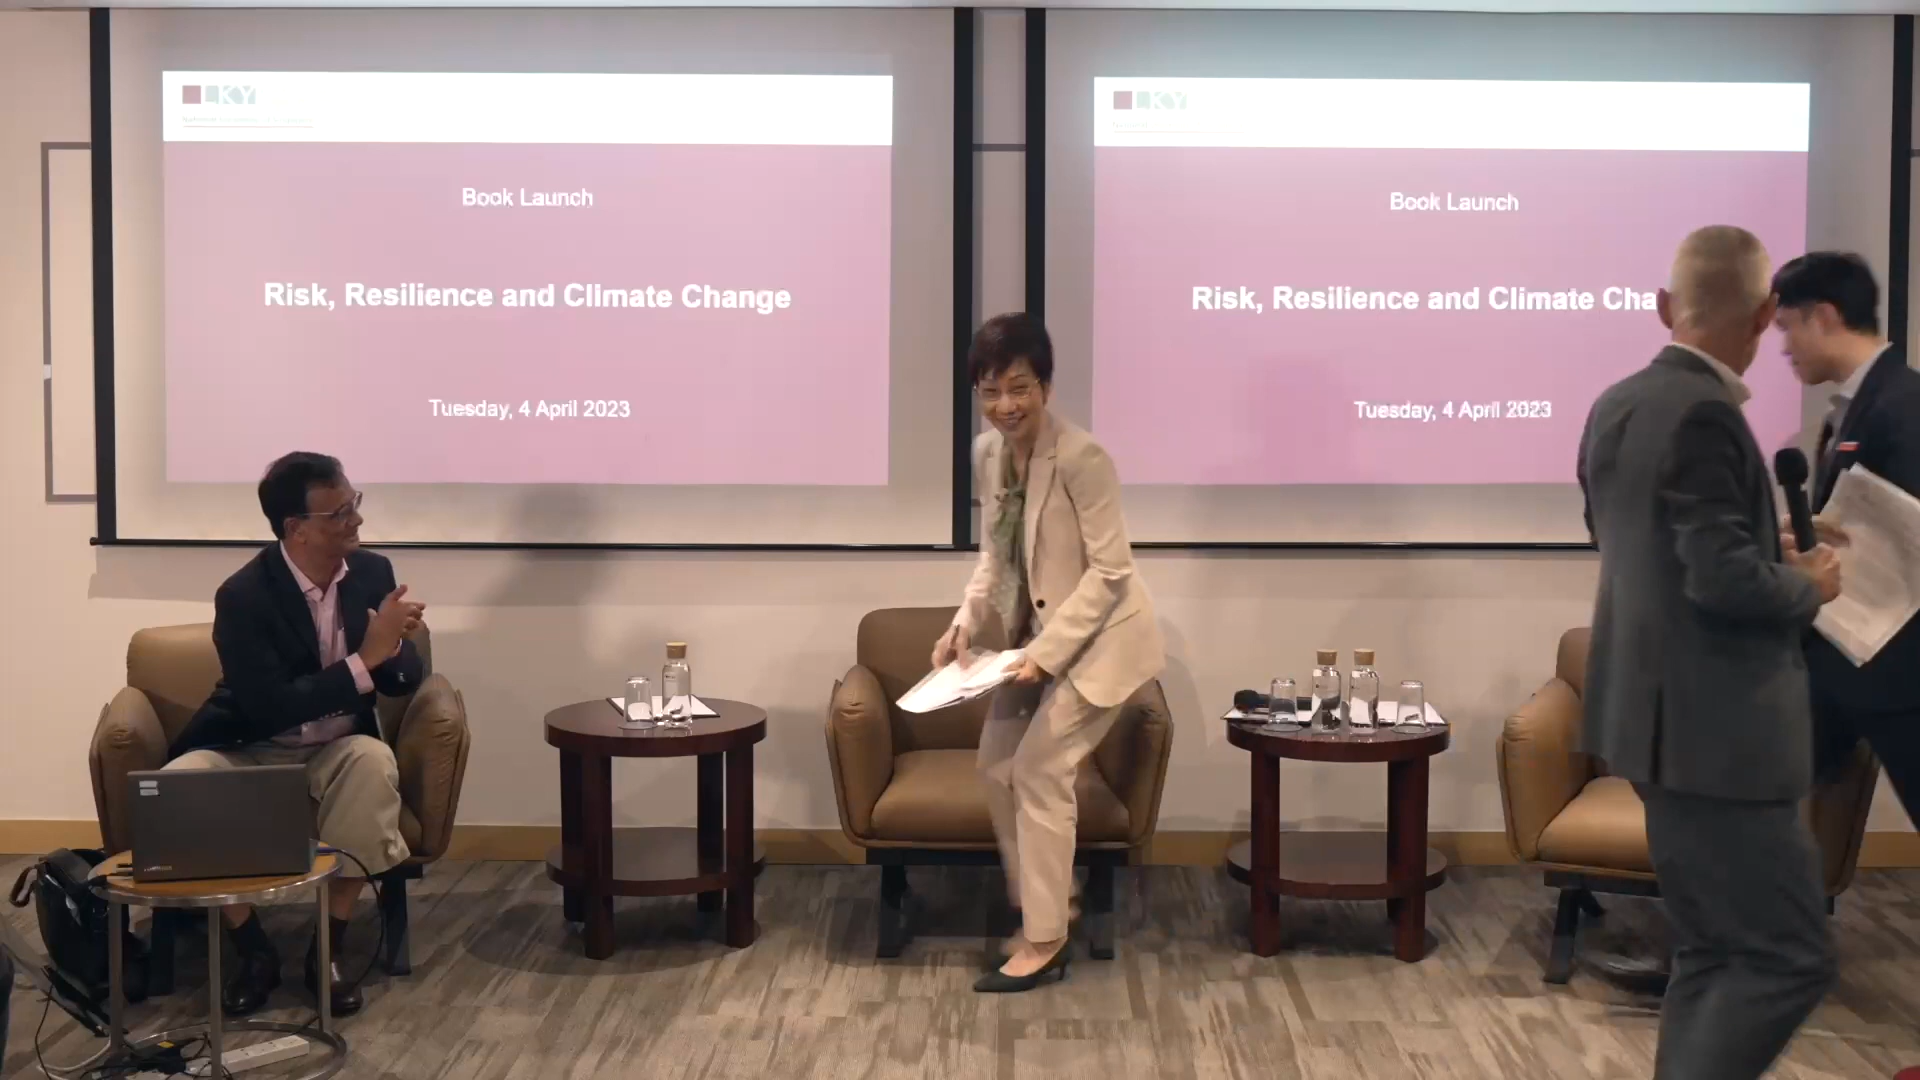 LKY
Book Launch
Risk, Resilience and Climate Change
Tuesday, 4 April 2023
LKY
Book Launch
Risk, Resilience and Climate Cha
Tuesday, 4 April 2023